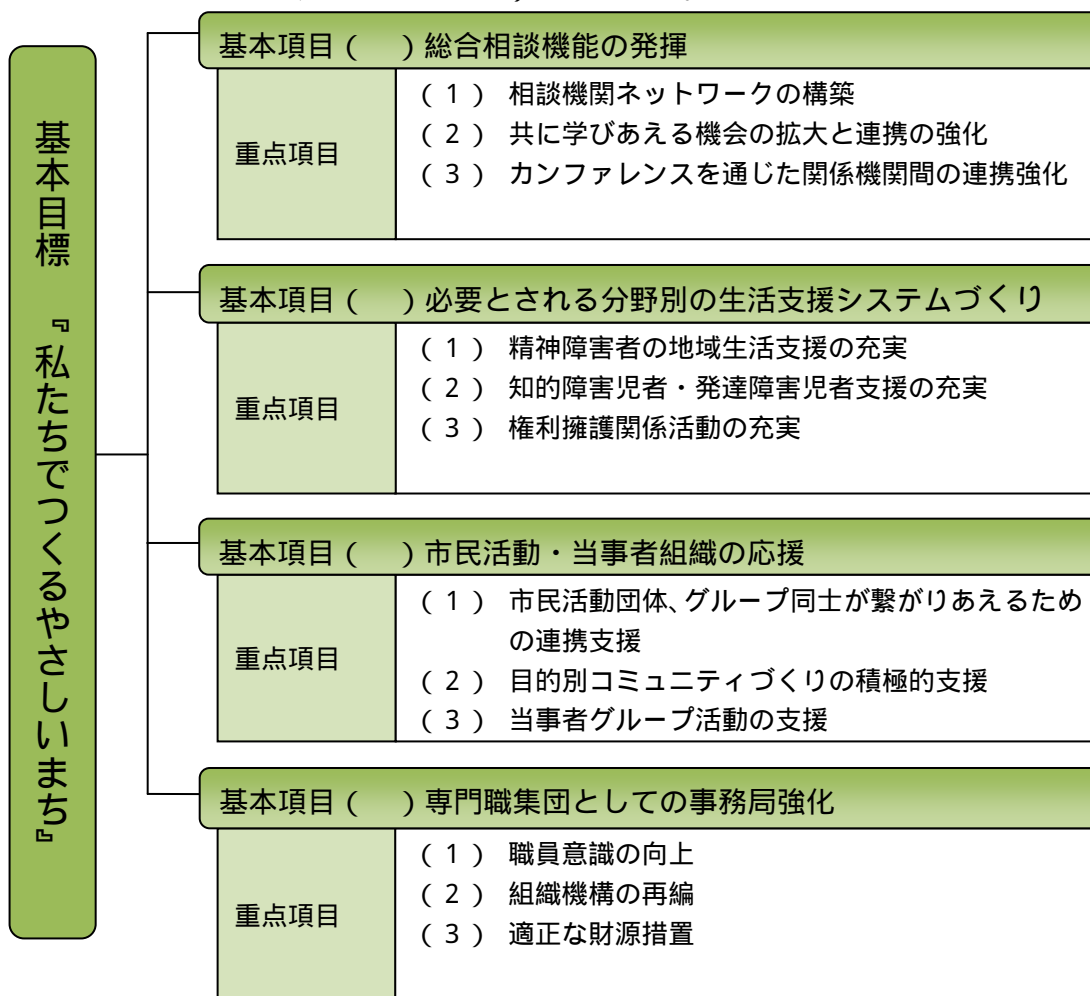 基本目標 『私たちでつくるやさしいまち』
基本項目(　)総合相談機能の発揮
重点項目
(1) 相談機関ネットワークの構築
(2) 共に学びあえる機会の拡大と連携の強化
(3) カンファレンスを通じた関係機関間の連携強化
基本項目(　)必要とされる分野別の生活支援システムづくり
重点項目
(1) 精神障害者の地域生活支援の充実
(2) 知的障害児者・発達障害児者支援の充実
(3) 権利擁護関係活動の充実
基本項目(　)市民活動・当事者組織の応援
重点項目
(1) 市民活動団体、グループ同士が繋がりあえるため
の連携支援
(2) 目的別コミュニティづくりの積極的支援
(3) 当事者グループ活動の支援
基本項目(　)専門職集団としての事務局強化
重点項目
(1) 職員意識の向上
(2) 組織機構の再編
(3) 適正な財源措置